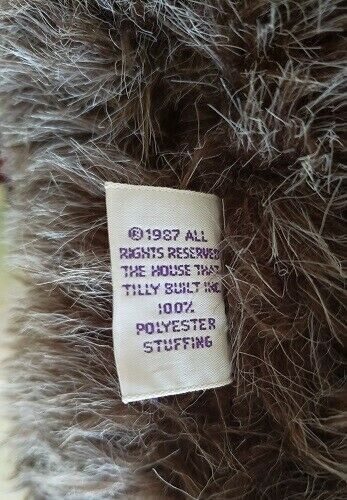 ®1987 ALL
RIGHTS RESERVED
THE HOUSE THAT
TILLY BUILT INC.
100%
POLYESTER
STUFFING